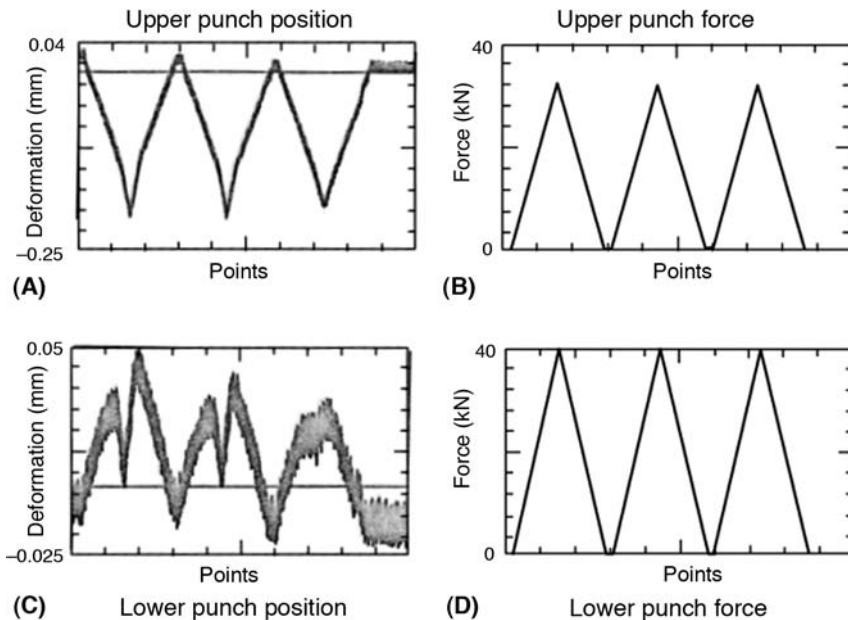 Upper punch position
0.04
Deformation (mm)
–0.25
Points
(A)
Upper punch force
40
Force (kN)
0
Points
(B)
0.05
Deformation (mm)
–0.025
Points
(C)
Lower punch position
40
Force (kN)
0
Points
(D)
Lower punch force